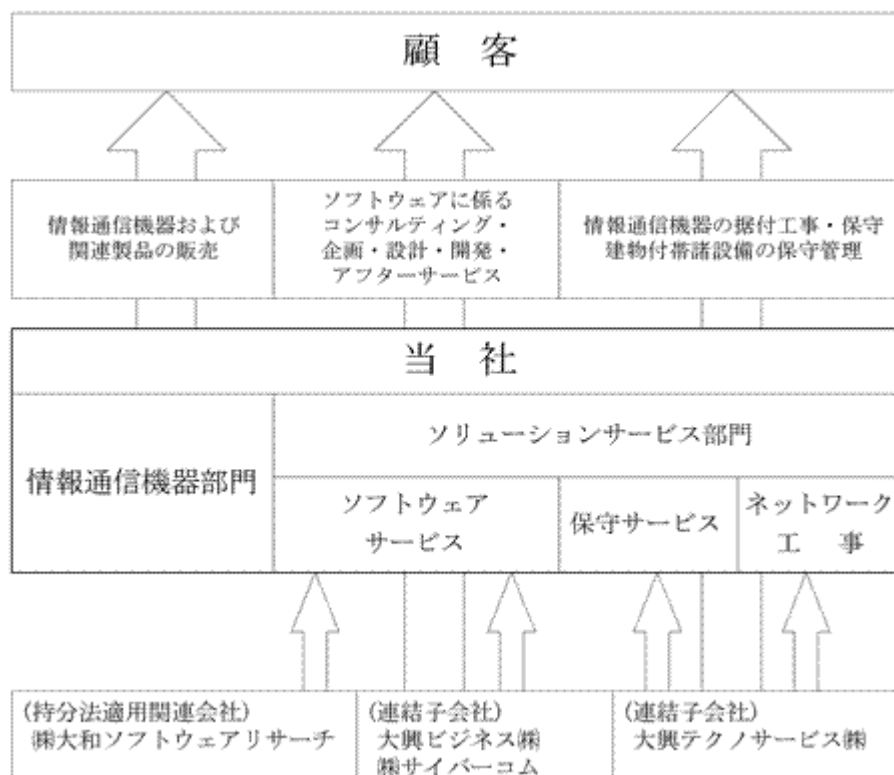 顧 客
情報通信機器および
関連製品の販売
ソフトウェアに係る
コンサルティング・
企画・設計・開発・
アフターサービス
情報通信機器の据付工事・保守
建物付帯諸設備の保守管理
当 社
情報通信機器部門
ソリューションサービス部門
ソフトウェア
サービス
保守サービス
ネットワーク
工 事
(持分法適用関連会社)
㈱大和ソフトウェアリサーチ
(連結子会社)
大興ビジネス㈱
㈱サイバーコム
(連結子会社)
大興テクノサービス㈱